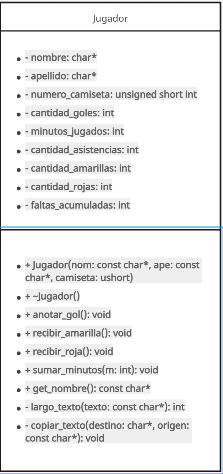 Jugador
- nombre: char*
- apellido: char*
- numero_camiseta: unsigned short int
- cantidad_goles: int
- minutos_jugados: int
- cantidad_asistencias: int
- cantidad_amarillas: int
- cantidad_rojas: int
- faltas_acumuladas: int
+ Jugador(nom: const char*, ape: const
char*, camiseta: ushort)
+ ~Jugador()
+ anotar_gol(): void
+ recibir_amarilla(): void
+ recibir_roja(): void
+ sumar_minutos(m: int): void
+ get_nombre(): const char*
- largo_texto(texto: const char*): int
- copiar_texto(destino: char*, origen:
const char*): void